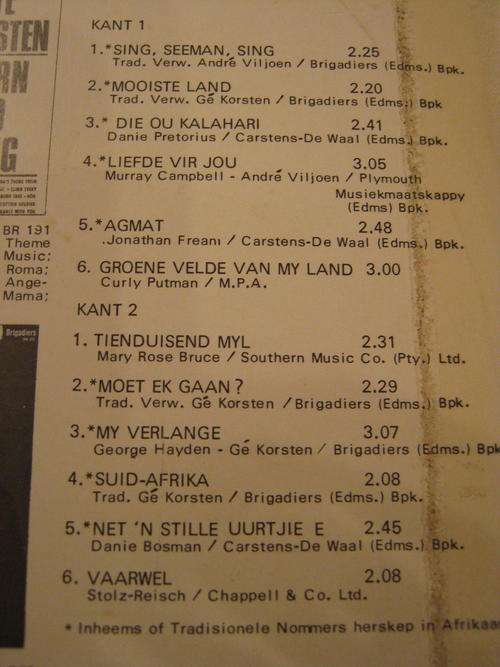 STEN
RN
G
BR 191
Theme
Music;
Roma;
Ange-
Mama;
Brigadiers
KANT 1
1.*SING, SEEMAN, SING 2.25
Trad. Verw. André Viljoen / Brigadiers (Edms.) Bpk.
2.*MOOISTE LAND 2.20
Trad. Verw. Gé Korsten / Brigadiers (Edms.) Bpk
3.* DIE OU KALAHARI 2.41
Danie Pretorius / Carstens-De Waal (Edms.) Bpk.
4.*LIEFDE VIR JOU 3.05
Murray Campbell - André Viljoen / Plymouth
Musiekmaatskappy
(Edms) Bpk.
5.*AGMAT 2.48
.Jonathan Freani / Carstens-De Waal (Edms.) Bpk.
6. GROENE VELDE VAN MY LAND 3.00
Curly Putman / M.P.A.
KANT 2
1. TIENDUISEND MYL 2.31
Mary Rose Bruce / Southern Music Co. (Pty.) Ltd.
2.*MOET EK GAAN? 2.29
Trad. Verw. Gé Korsten / Brigadiers (Edms.) Bpk.
3.*MY VERLANGE 3.07
George Hayden - Gé Korsten / Brigadiers (Edms.) Bpk
4.*SUID-AFRIKA 2.08
Trad. Gé Korsten / Brigadiers (Edms.) Bpk.
5.*NET 'N STILLE UURTJIE E 2.45
Danie Bosman / Carstens-De Waal (Edms.) Bpk.
6. VAARWEL 2.08
Stolz-Reisch / Chappell & Co. Ltd.
* Inheems of Tradisionele Nommers herskep in Afrikaa